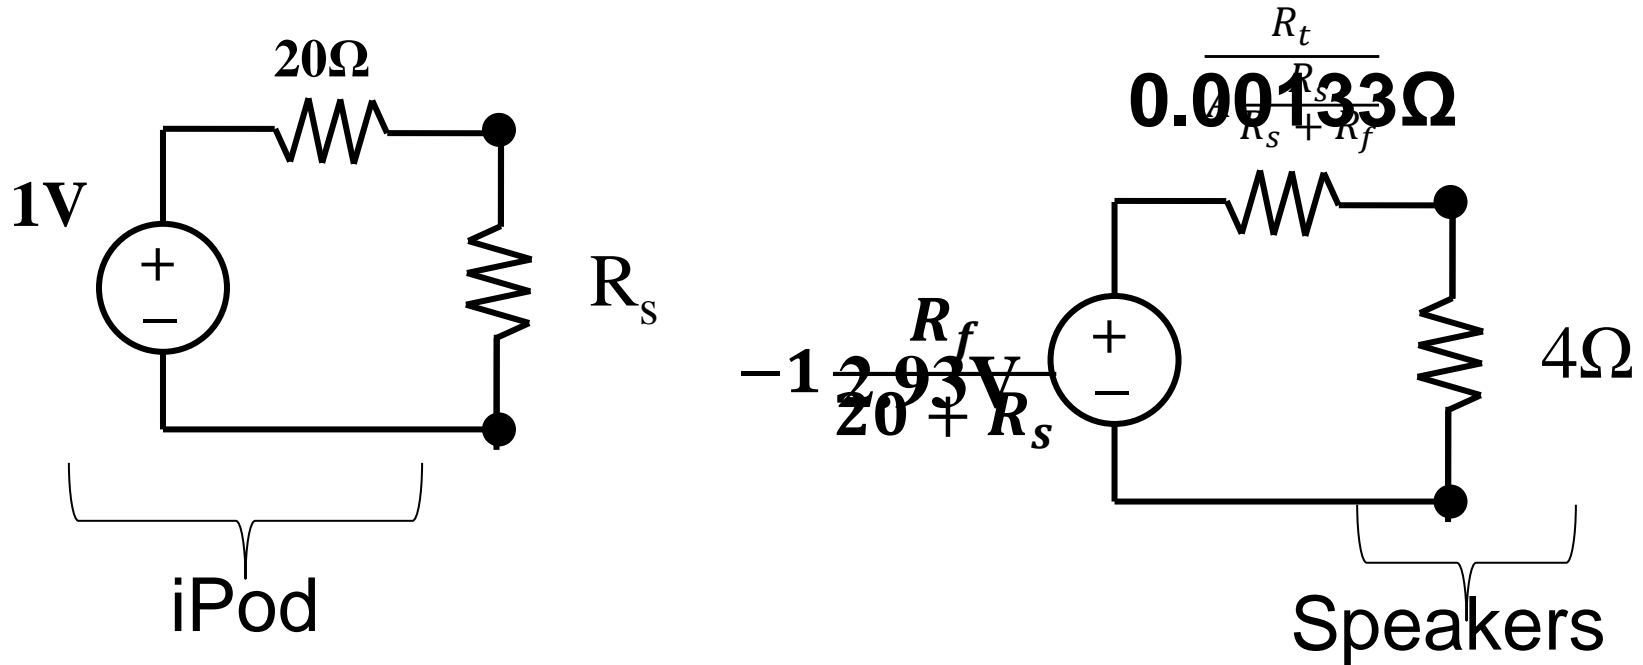 20Ω
1V
+
−
R_s
iPod
R_t
A R_s
R_s + R_f
0.00133Ω
−1 R_f
20 + R_s
2.93V
+
−
4Ω
Speakers